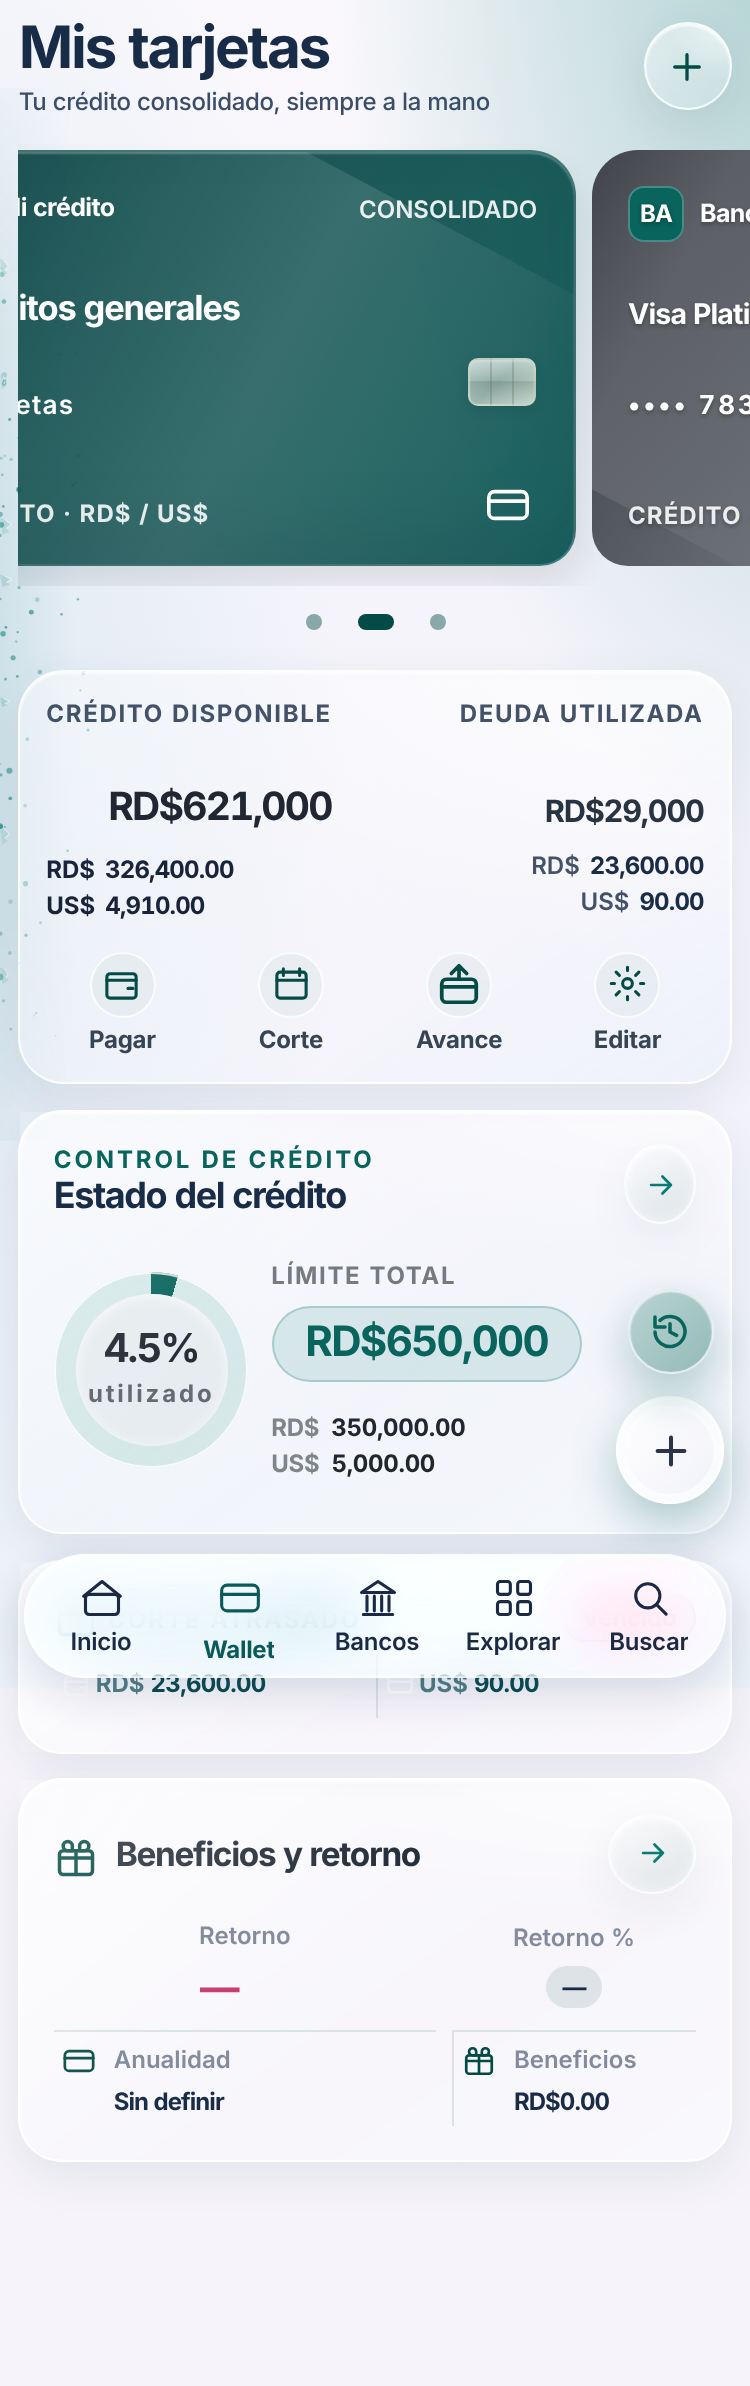 Mis tarjetas
Tu crédito consolidado, siempre a la mano
i crédito
CONSOLIDADO
itos generales
etas
TO · RD$ / US$
BA
Banc
Visa Plati
•••• 783
CRÉDITO
CRÉDITO DISPONIBLE
DEUDA UTILIZADA
RD$621,000
RD$29,000
RD$ 326,400.00
RD$ 23,600.00
US$ 4,910.00
US$ 90.00
Pagar
Corte
Avance
Editar
CONTROL DE CRÉDITO
Estado del crédito
4.5%
utilizado
LÍMITE TOTAL
RD$650,000
RD$ 350,000.00
US$ 5,000.00
CORTE ATRASADO
Vencido
Inicio
Wallet
Bancos
Explorar
Buscar
RD$ 23,600.00
US$ 90.00
Beneficios y retorno
Retorno
Retorno %
—
—
Anualidad
Sin definir
Beneficios
RD$0.00